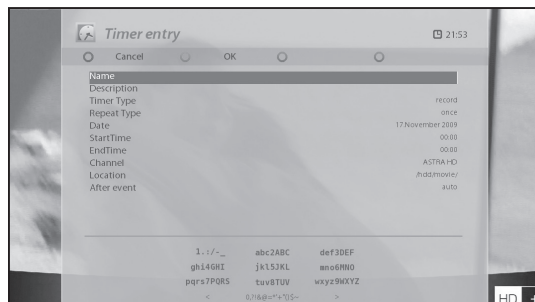 Timer entry 21:53
Cancel OK
Name
Description
Timer Type record
Repeat Type once
Date 17 November 2009
StartTime 00:00
EndTime 00:00
Channel ASTRA HD
Location /hdd/movie/
After event auto
1.:/-_ abc2ABC def3DEF
ghi4GHI jkl5JKL mno6MNO
pqrs7PQRS tuv8TUV wxyz9WXYZ
< >
HD